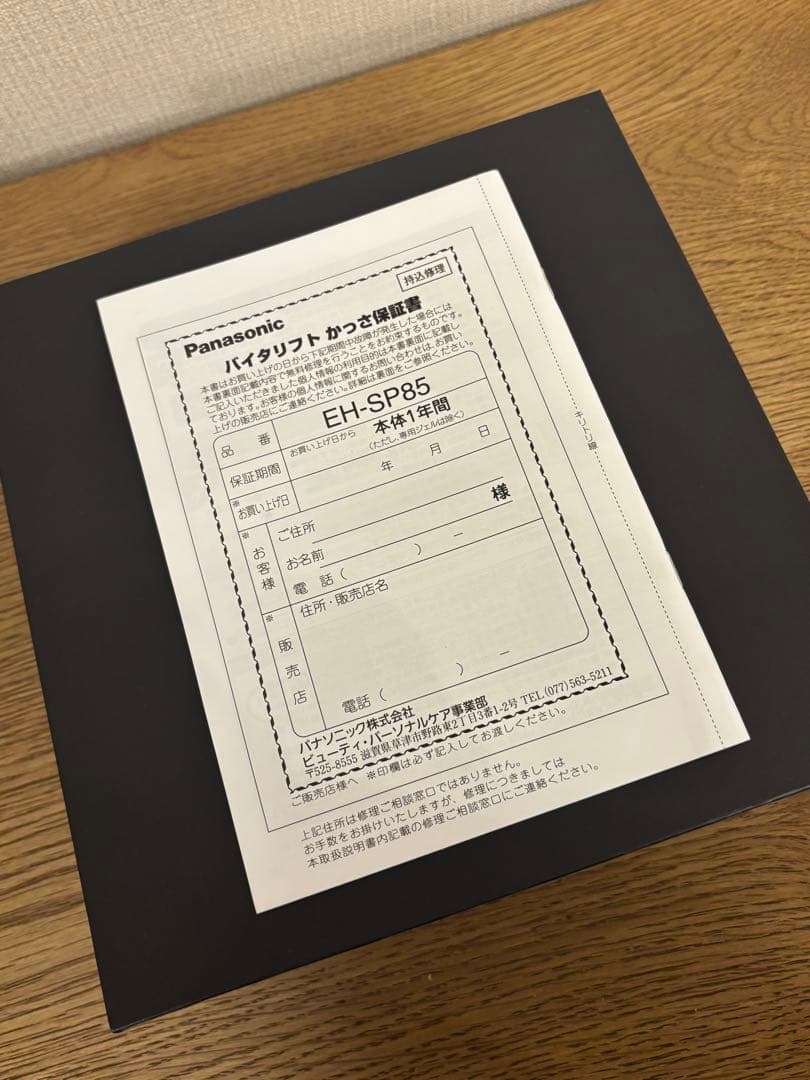 持込修理
Panasonic
バイタリフト かっさ保証書
本書はお買い上げの日から下記期間中故障が発生した場合には
本書裏面記載内容で無料修理を行うことをお約束するものです。
ご記入いただきました個人情報の利用目的は本書裏面に記載し
ております。お客様の個人情報に関するお問い合わせは、お買い
上げの販売店にご連絡ください。詳細は裏面をご参照ください。
品 番 EH-SP85
保証期間 お買い上げ日から 本体1年間
(ただし、専用ジェルは除く)
※お買い上げ日 年 月 日
※お客様 ご住所
お名前 様
電 話 ( ) －
※販売店 住所・販売店名
電話 ( ) －
パナソニック株式会社
ビューティ・パーソナルケア事業部
〒525-8555 滋賀県草津市野路東2丁目3番1-2号 TEL (077)563-5211
ご販売店様へ ※印欄は必ず記入してお渡しください。
上記住所は修理ご相談窓口ではありません。
お手数をお掛けいたしますが、修理につきましては
本取扱説明書内記載の修理ご相談窓口にご連絡ください。
キリトリ線